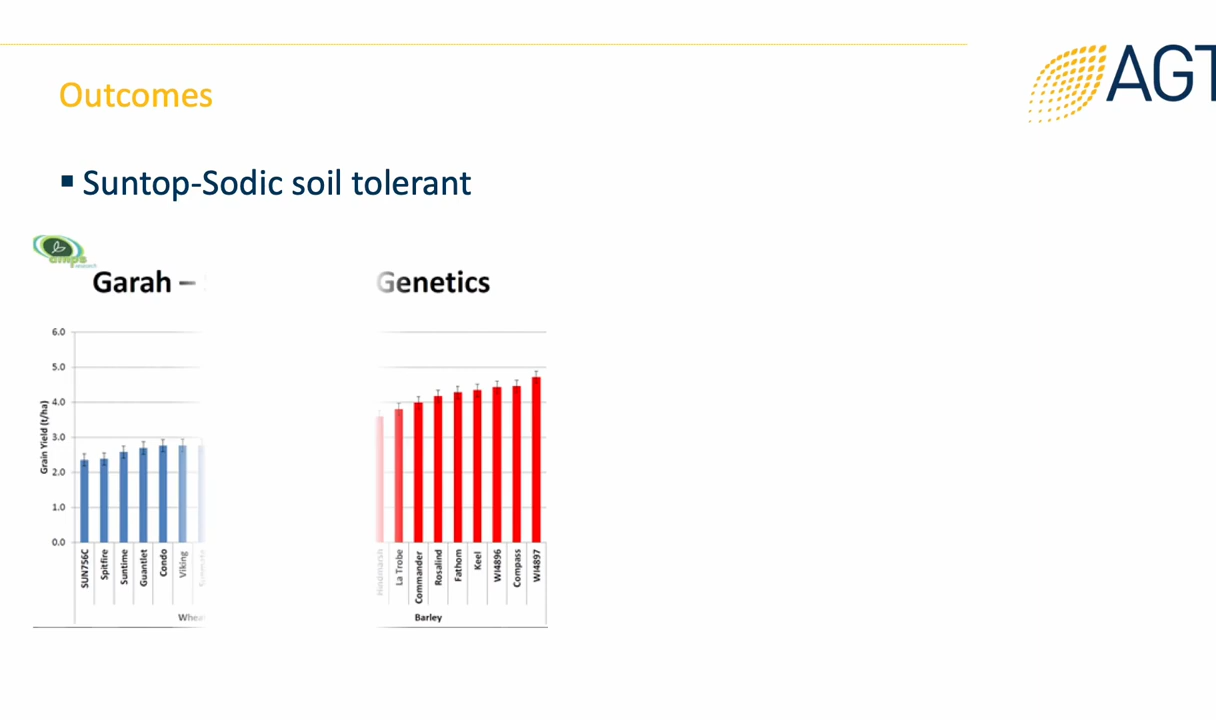 AGT
Outcomes
▪ Suntop-Sodic soil tolerant
Garah – Genetics
6.0
5.0
4.0
3.0
2.0
1.0
0.0
Grain Yield (t/ha)
SUN756C
Spitfire
Suntime
Guantlet
Condo
Viking
Hindmarsh
La Trobe
Commander
Rosalind
Fathom
Keel
WI4896
Compass
WI4897
Barley